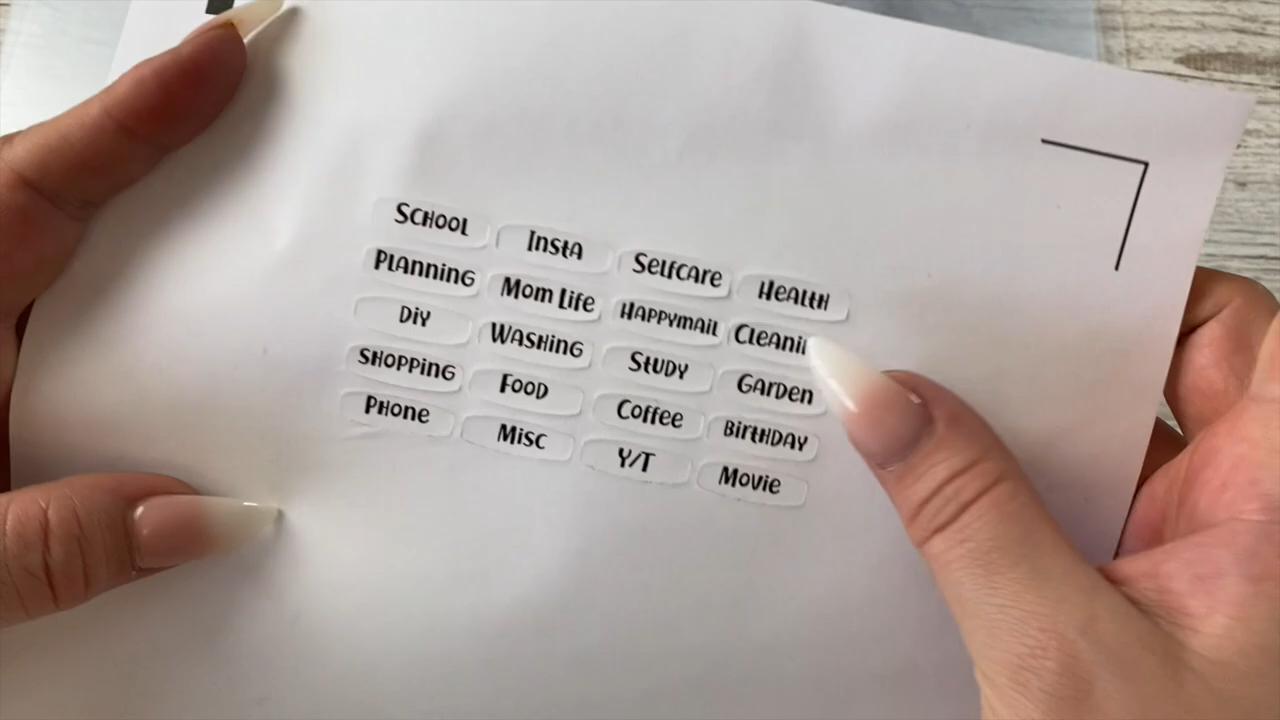 School Insta Selfcare Health
Planning Mom Life Happymail
DiY Washing Study Garden
Shopping Food Coffee Birthday
Phone Misc Y/T Movie